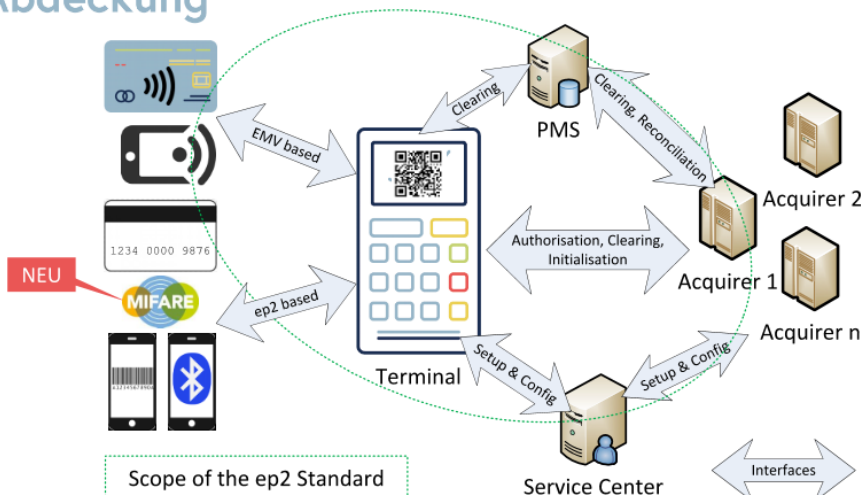 Abdeckung
EMV based
Clearing
PMS
Clearing, Reconciliation
Acquirer 2
1234 0000 9876
Authorisation, Clearing,
Initialisation
Acquirer 1
NEU
MIFARE
ep2 based
Acquirer n
Terminal
Setup & Config
Setup & Config
Scope of the ep2 Standard
Service Center
Interfaces